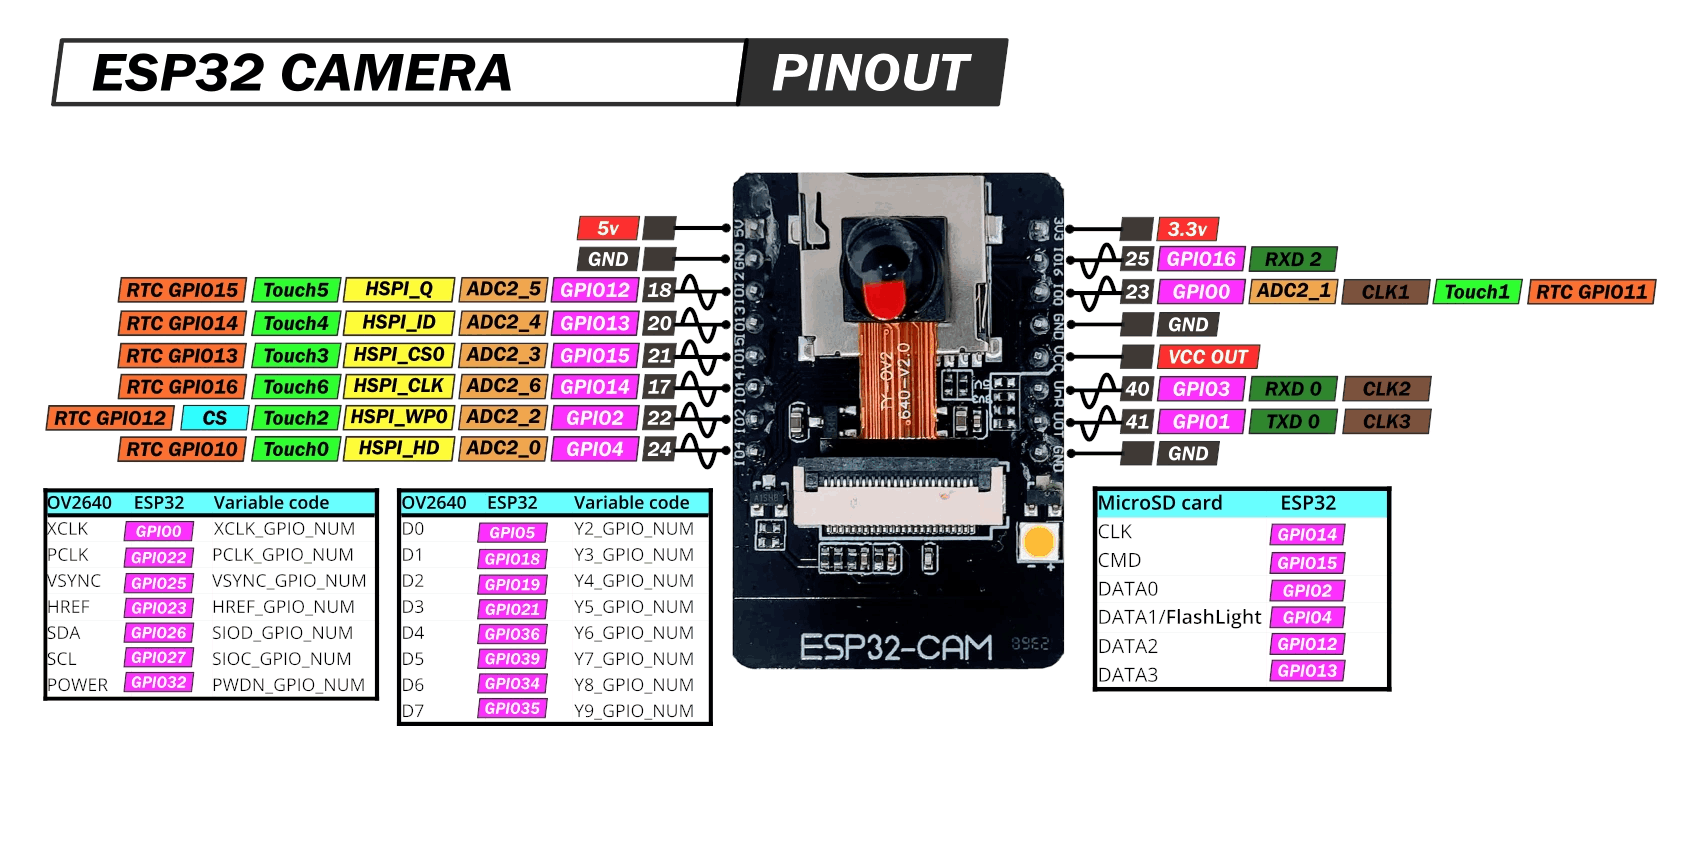 ESP32 CAMERA PINOUT
5v
GND
RTC GPIO15 Touch5 HSPI_Q ADC2_5 GPIO12 18
RTC GPIO14 Touch4 HSPI_ID ADC2_4 GPIO13 20
RTC GPIO13 Touch3 HSPI_CS0 ADC2_3 GPIO15 21
RTC GPIO16 Touch6 HSPI_CLK ADC2_6 GPIO14 17
RTC GPIO12 CS Touch2 HSPI_WP0 ADC2_2 GPIO2 22
RTC GPIO10 Touch0 HSPI_HD ADC2_0 GPIO4 24
5V
GND
IO12
IO13
IO15
IO14
IO2
IO4
TY-OV2
640-V2.0
3V3
IO16
IO0
GND
VCC
UOR
UOT
GND
5V
3V3
ESP32-CAM
3.3v
25 GPIO16 RXD 2
23 GPIO0 ADC2_1 CLK1 Touch1 RTC GPIO11
GND
VCC OUT
40 GPIO3 RXD 0 CLK2
41 GPIO1 TXD 0 CLK3
GND
OV2640 ESP32 Variable code
XCLK GPIO0 XCLK_GPIO_NUM
PCLK GPIO22 PCLK_GPIO_NUM
VSYNC GPIO25 VSYNC_GPIO_NUM
HREF GPIO23 HREF_GPIO_NUM
SDA GPIO26 SIOD_GPIO_NUM
SCL GPIO27 SIOC_GPIO_NUM
POWER GPIO32 PWDN_GPIO_NUM
OV2640 ESP32 Variable code
D0 GPIO5 Y2_GPIO_NUM
D1 GPIO18 Y3_GPIO_NUM
D2 GPIO19 Y4_GPIO_NUM
D3 GPIO21 Y5_GPIO_NUM
D4 GPIO36 Y6_GPIO_NUM
D5 GPIO39 Y7_GPIO_NUM
D6 GPIO34 Y8_GPIO_NUM
D7 GPIO35 Y9_GPIO_NUM
MicroSD card ESP32
CLK GPIO14
CMD GPIO15
DATA0 GPIO2
DATA1/FlashLight GPIO4
DATA2 GPIO12
DATA3 GPIO13